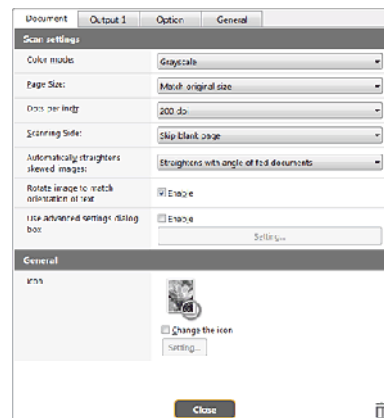 Document Output 1 Option General
Scan settings
Color mode: Grayscale
Page Size: Match original size
Dots per inch: 200 dpi
Scanning Side: Skip blank page
Automatically straightens
skewed images: Straightens with angle of fed documents
Rotate image to match
orientation of text Enable
Use advanced settings dialog
box Enable
Setting...
General
Icon
Change the icon
Setting...
Close